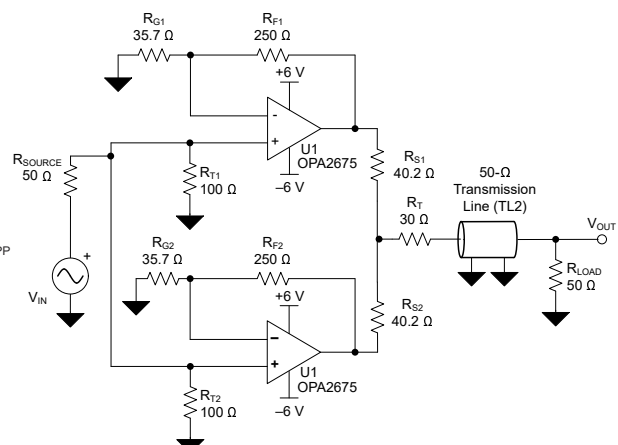 RG1
35.7 Ω
RF1
250 Ω
+6 V
-
+
U1
OPA2675
–6 V
RSOURCE
50 Ω
RT1
100 Ω
RS1
40.2 Ω
50-Ω
Transmission
Line (TL2)
RT
30 Ω
VOUT
RLOAD
50 Ω
PP
+
VIN
RG2
35.7 Ω
RF2
250 Ω
+6 V
–
+
U1
OPA2675
–6 V
RS2
40.2 Ω
RT2
100 Ω